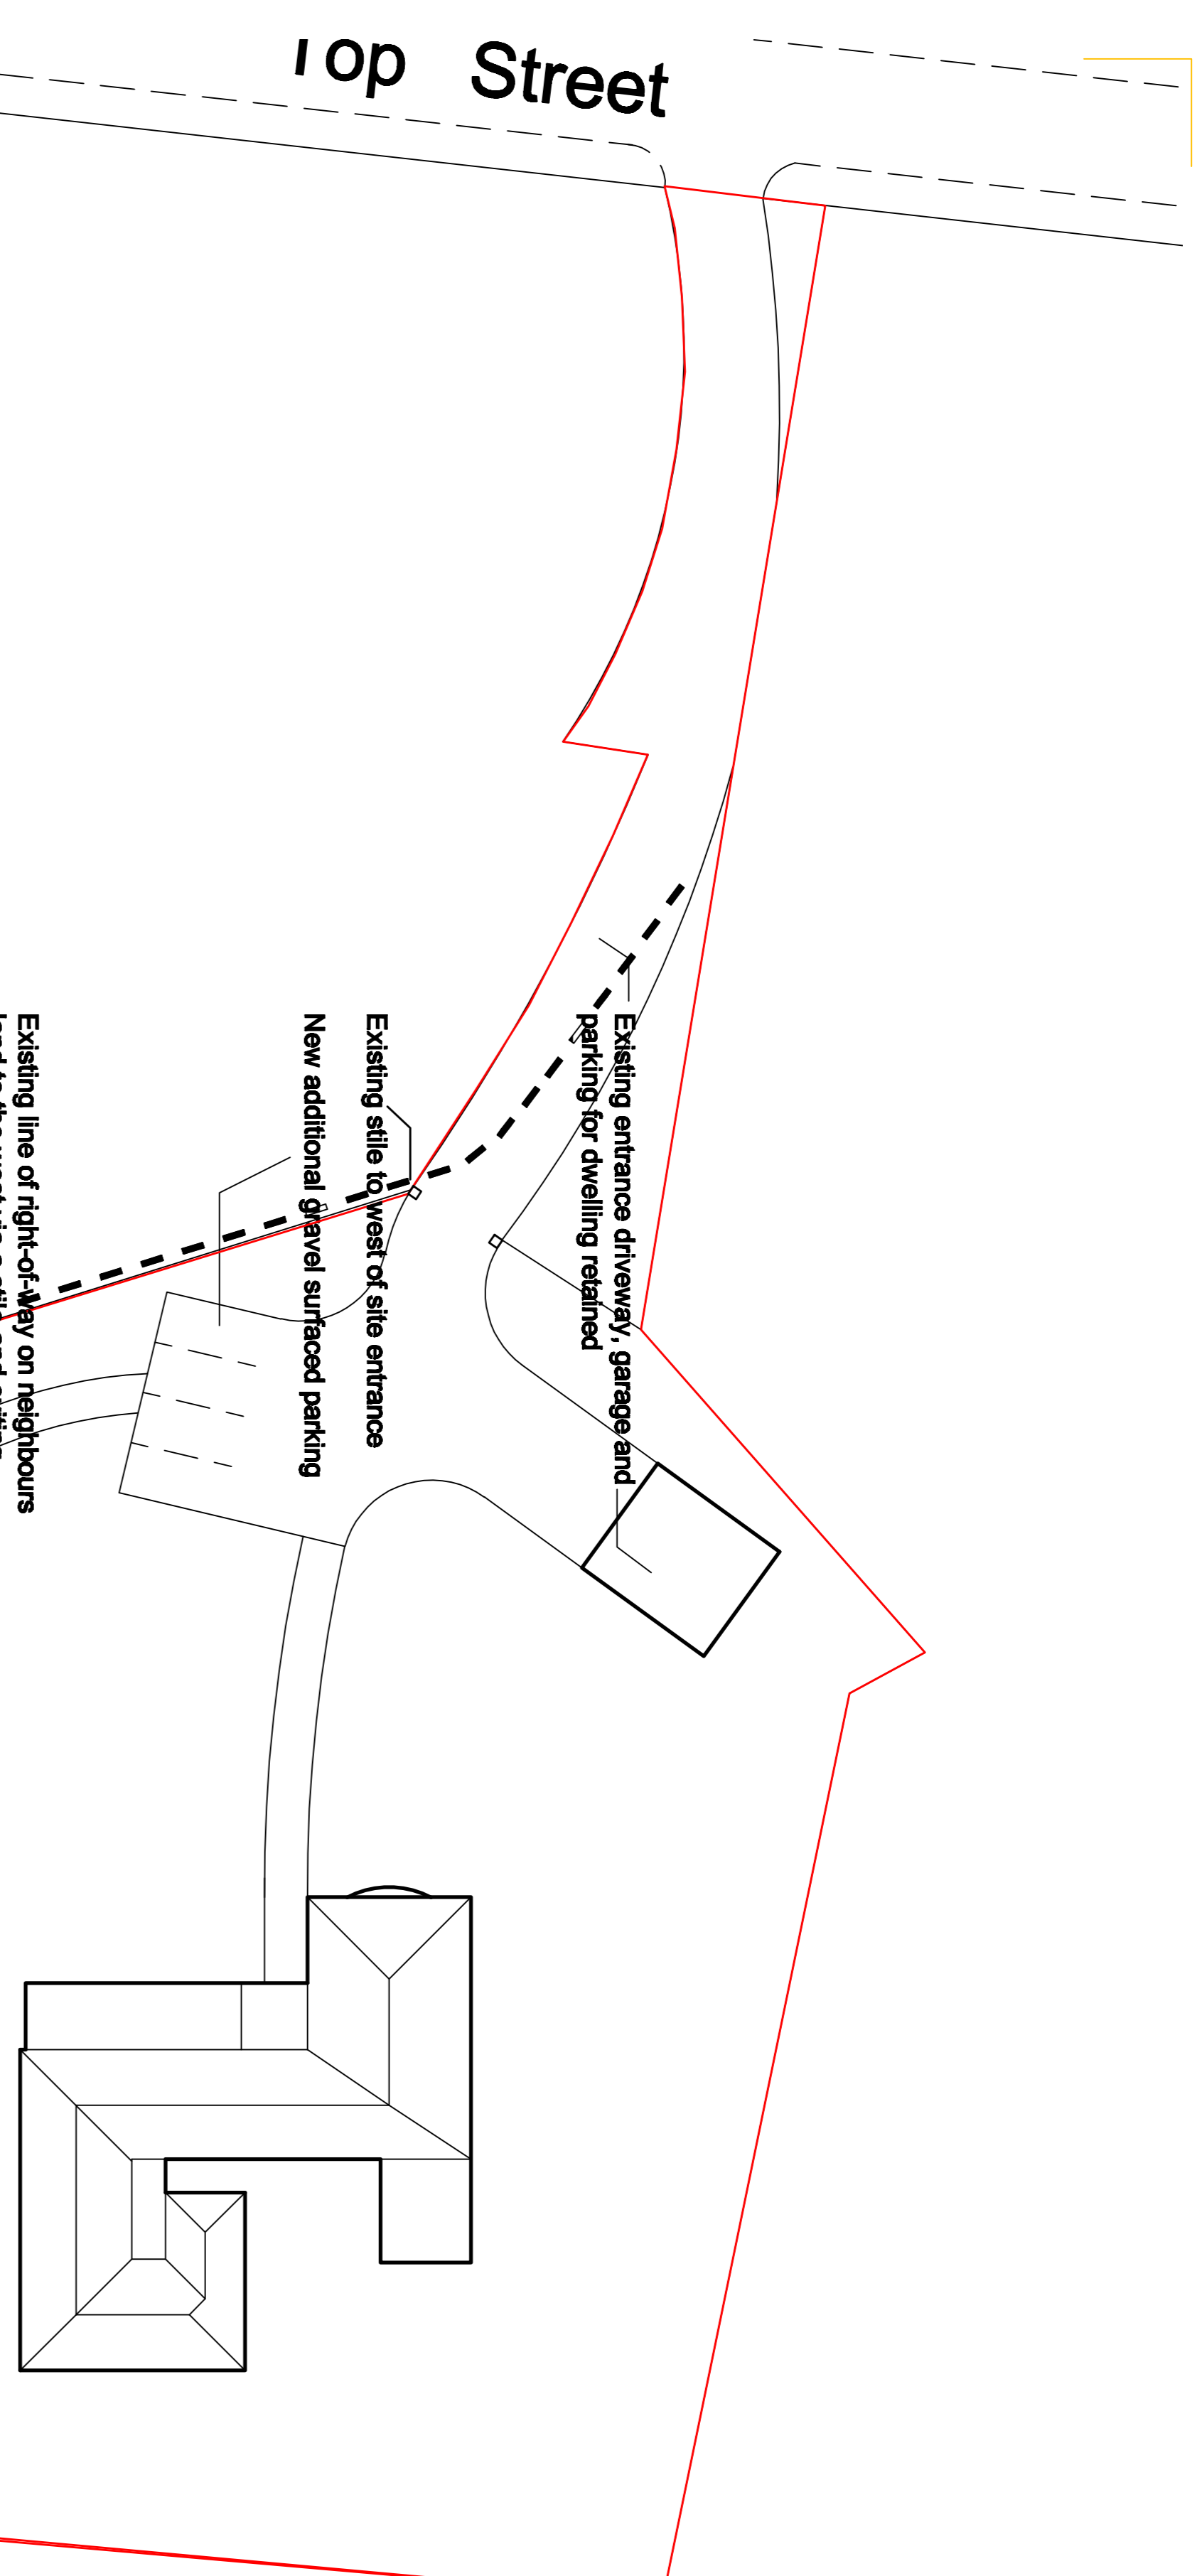 Top Street
Existing entrance driveway, garage and
parking for dwelling retained
Existing stile to west of site entrance
New additional gravel surfaced parking
Existing line of right-of-way on neighbours